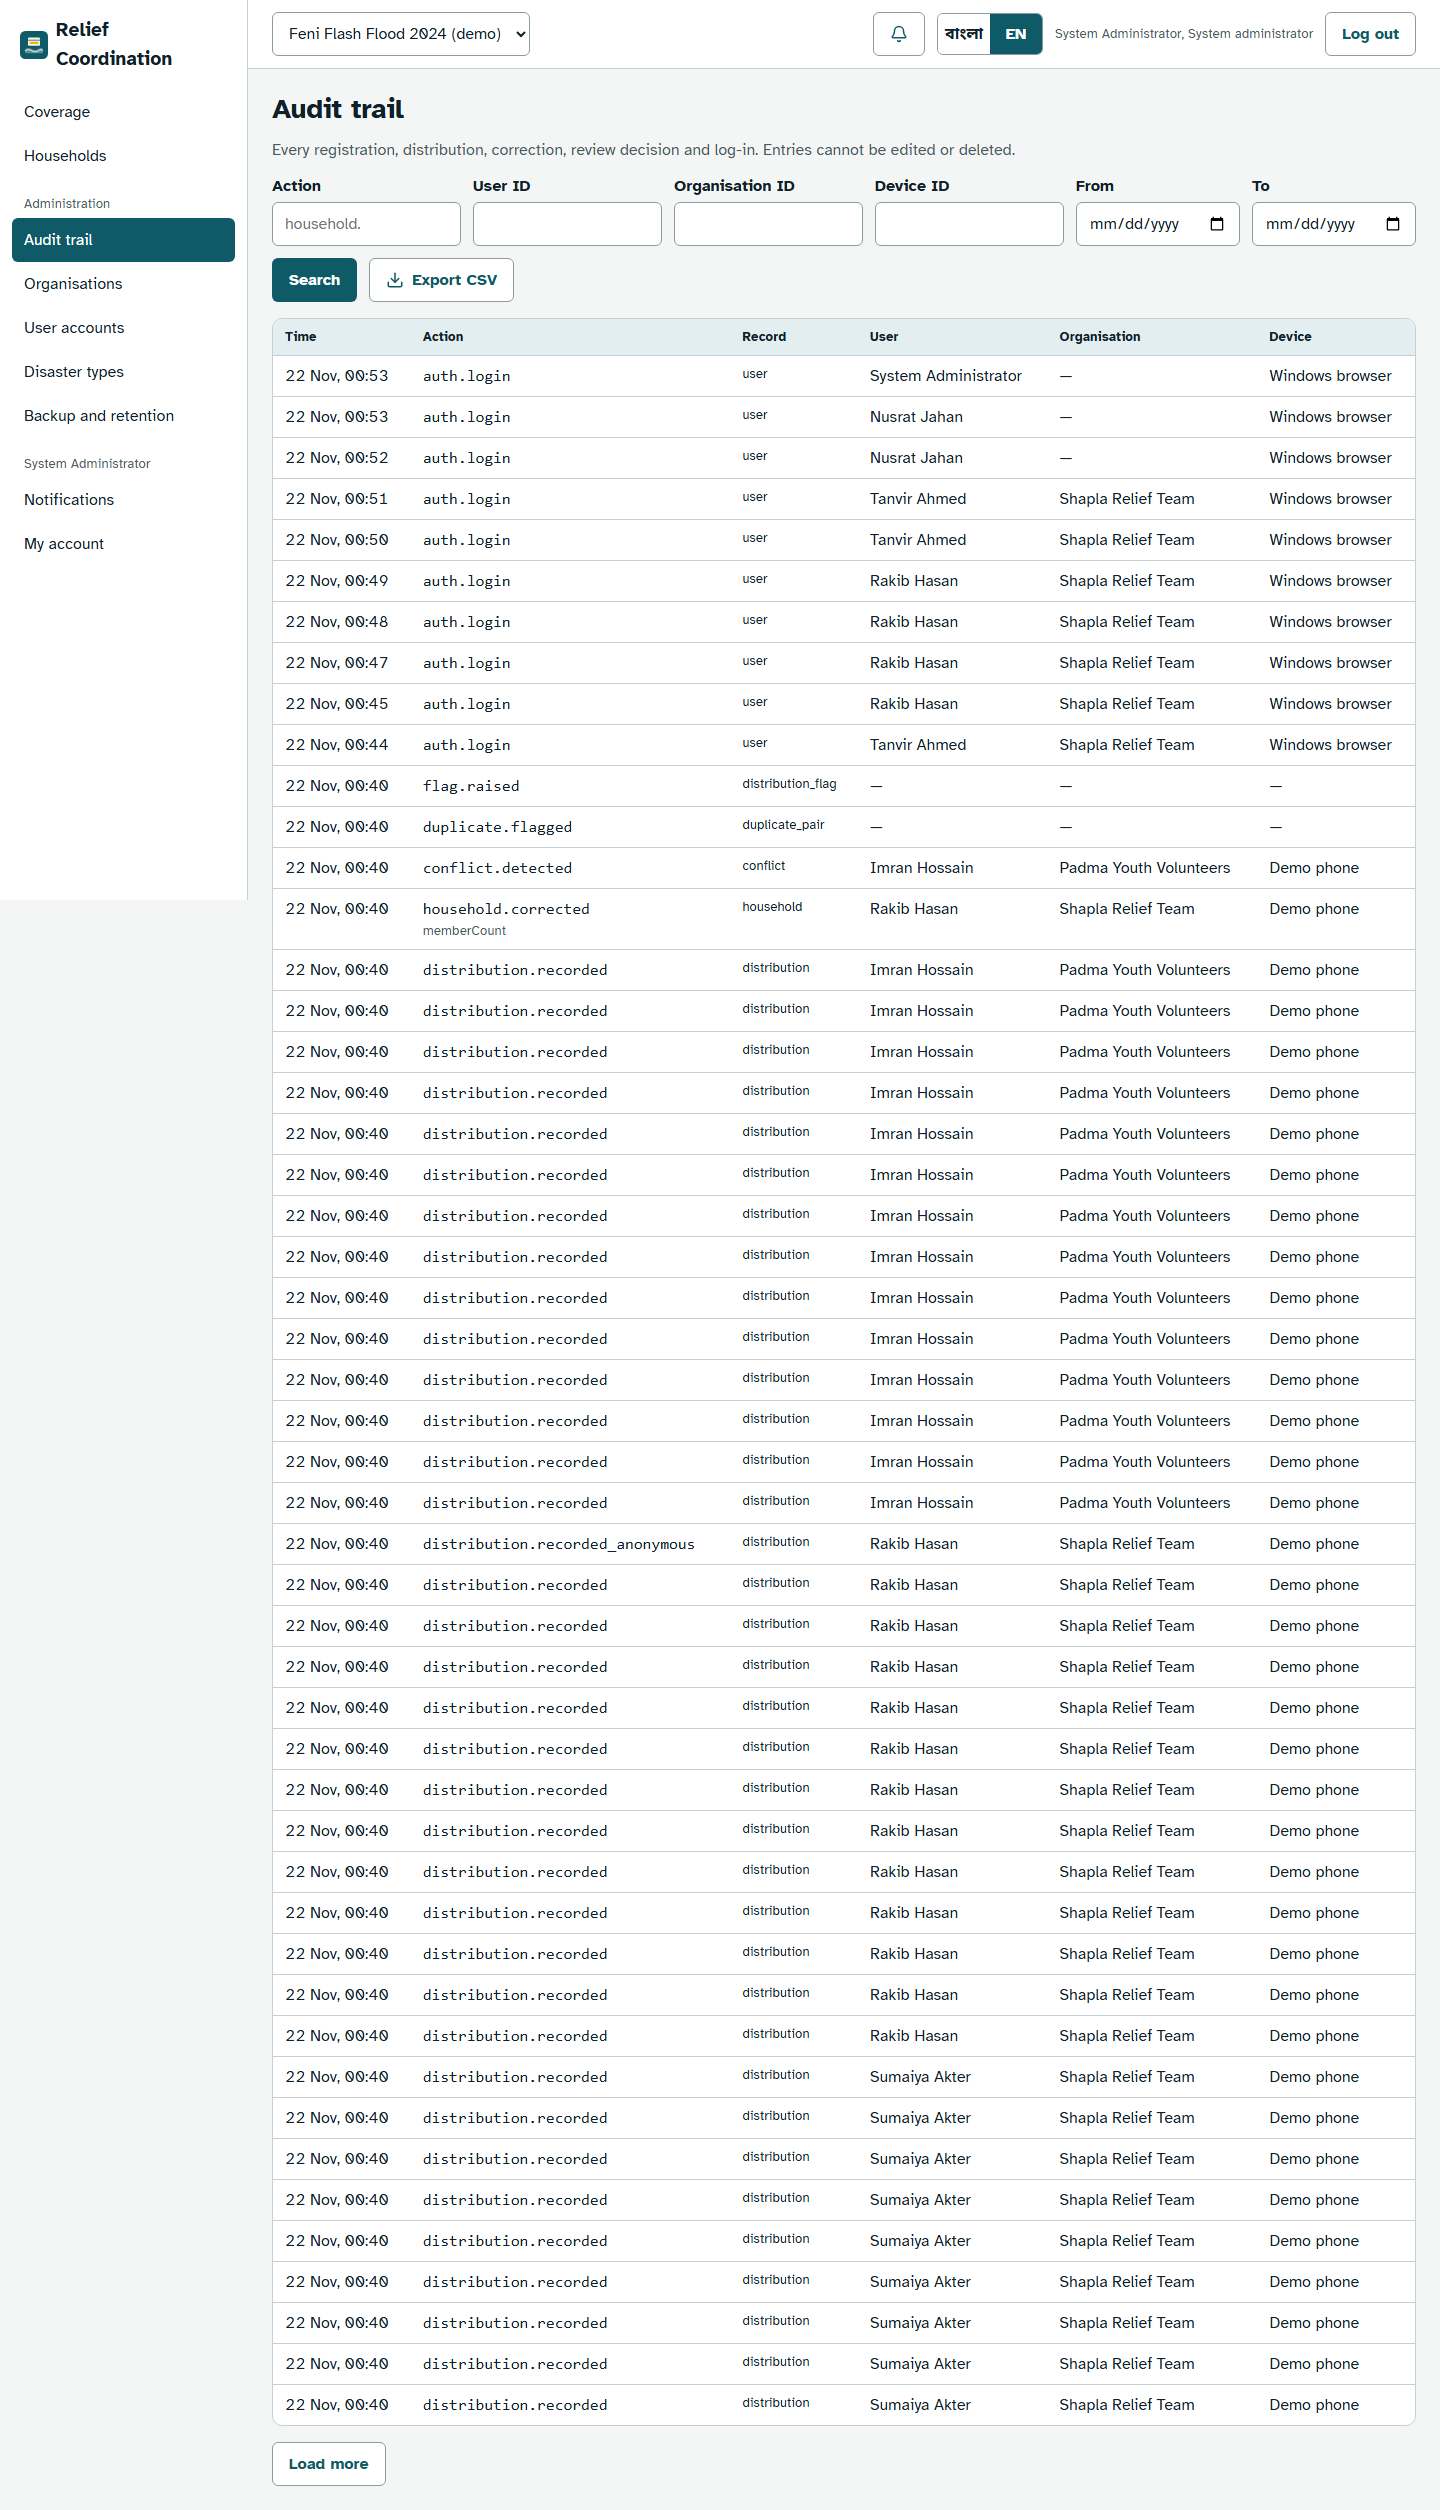 Relief
Coordination
Feni Flash Flood 2024 (demo)
বাংলা EN System Administrator, System administrator Log out
Coverage
Households
Administration
Audit trail
Organisations
User accounts
Disaster types
Backup and retention
System Administrator
Notifications
My account
Audit trail
Every registration, distribution, correction, review decision and log-in. Entries cannot be edited or deleted.
Action User ID Organisation ID Device ID From To
household. mm/dd/yyyy mm/dd/yyyy
Search Export CSV
Time Action Record User Organisation Device
22 Nov, 00:53 auth.login user System Administrator — Windows browser
22 Nov, 00:53 auth.login user Nusrat Jahan — Windows browser
22 Nov, 00:52 auth.login user Nusrat Jahan — Windows browser
22 Nov, 00:51 auth.login user Tanvir Ahmed Shapla Relief Team Windows browser
22 Nov, 00:50 auth.login user Tanvir Ahmed Shapla Relief Team Windows browser
22 Nov, 00:49 auth.login user Rakib Hasan Shapla Relief Team Windows browser
22 Nov, 00:48 auth.login user Rakib Hasan Shapla Relief Team Windows browser
22 Nov, 00:47 auth.login user Rakib Hasan Shapla Relief Team Windows browser
22 Nov, 00:45 auth.login user Rakib Hasan Shapla Relief Team Windows browser
22 Nov, 00:44 auth.login user Tanvir Ahmed Shapla Relief Team Windows browser
22 Nov, 00:40 flag.raised distribution_flag — — —
22 Nov, 00:40 duplicate.flagged duplicate_pair — — —
22 Nov, 00:40 conflict.detected conflict Imran Hossain Padma Youth Volunteers Demo phone
22 Nov, 00:40 household.corrected household Rakib Hasan Shapla Relief Team Demo phone
memberCount
22 Nov, 00:40 distribution.recorded distribution Imran Hossain Padma Youth Volunteers Demo phone
22 Nov, 00:40 distribution.recorded distribution Imran Hossain Padma Youth Volunteers Demo phone
22 Nov, 00:40 distribution.recorded distribution Imran Hossain Padma Youth Volunteers Demo phone
22 Nov, 00:40 distribution.recorded distribution Imran Hossain Padma Youth Volunteers Demo phone
22 Nov, 00:40 distribution.recorded distribution Imran Hossain Padma Youth Volunteers Demo phone
22 Nov, 00:40 distribution.recorded distribution Imran Hossain Padma Youth Volunteers Demo phone
22 Nov, 00:40 distribution.recorded distribution Imran Hossain Padma Youth Volunteers Demo phone
22 Nov, 00:40 distribution.recorded distribution Imran Hossain Padma Youth Volunteers Demo phone
22 Nov, 00:40 distribution.recorded distribution Imran Hossain Padma Youth Volunteers Demo phone
22 Nov, 00:40 distribution.recorded distribution Imran Hossain Padma Youth Volunteers Demo phone
22 Nov, 00:40 distribution.recorded distribution Imran Hossain Padma Youth Volunteers Demo phone
22 Nov, 00:40 distribution.recorded distribution Imran Hossain Padma Youth Volunteers Demo phone
22 Nov, 00:40 distribution.recorded distribution Imran Hossain Padma Youth Volunteers Demo phone
22 Nov, 00:40 distribution.recorded distribution Imran Hossain Padma Youth Volunteers Demo phone
22 Nov, 00:40 distribution.recorded_anonymous distribution Rakib Hasan Shapla Relief Team Demo phone
22 Nov, 00:40 distribution.recorded distribution Rakib Hasan Shapla Relief Team Demo phone
22 Nov, 00:40 distribution.recorded distribution Rakib Hasan Shapla Relief Team Demo phone
22 Nov, 00:40 distribution.recorded distribution Rakib Hasan Shapla Relief Team Demo phone
22 Nov, 00:40 distribution.recorded distribution Rakib Hasan Shapla Relief Team Demo phone
22 Nov, 00:40 distribution.recorded distribution Rakib Hasan Shapla Relief Team Demo phone
22 Nov, 00:40 distribution.recorded distribution Rakib Hasan Shapla Relief Team Demo phone
22 Nov, 00:40 distribution.recorded distribution Rakib Hasan Shapla Relief Team Demo phone
22 Nov, 00:40 distribution.recorded distribution Rakib Hasan Shapla Relief Team Demo phone
22 Nov, 00:40 distribution.recorded distribution Rakib Hasan Shapla Relief Team Demo phone
22 Nov, 00:40 distribution.recorded distribution Rakib Hasan Shapla Relief Team Demo phone
22 Nov, 00:40 distribution.recorded distribution Rakib Hasan Shapla Relief Team Demo phone
22 Nov, 00:40 distribution.recorded distribution Rakib Hasan Shapla Relief Team Demo phone
22 Nov, 00:40 distribution.recorded distribution Sumaiya Akter Shapla Relief Team Demo phone
22 Nov, 00:40 distribution.recorded distribution Sumaiya Akter Shapla Relief Team Demo phone
22 Nov, 00:40 distribution.recorded distribution Sumaiya Akter Shapla Relief Team Demo phone
22 Nov, 00:40 distribution.recorded distribution Sumaiya Akter Shapla Relief Team Demo phone
22 Nov, 00:40 distribution.recorded distribution Sumaiya Akter Shapla Relief Team Demo phone
22 Nov, 00:40 distribution.recorded distribution Sumaiya Akter Shapla Relief Team Demo phone
22 Nov, 00:40 distribution.recorded distribution Sumaiya Akter Shapla Relief Team Demo phone
22 Nov, 00:40 distribution.recorded distribution Sumaiya Akter Shapla Relief Team Demo phone
22 Nov, 00:40 distribution.recorded distribution Sumaiya Akter Shapla Relief Team Demo phone
Load more